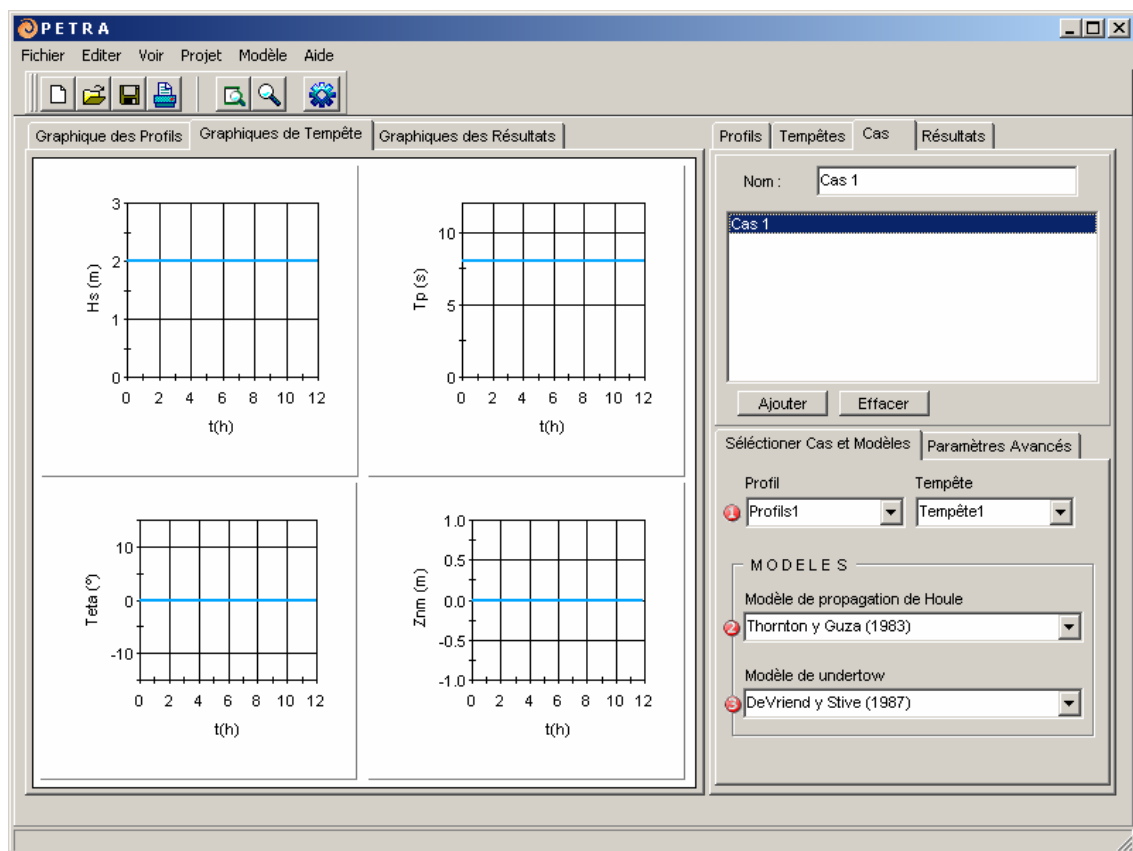 PETRA
Fichier Editer Voir Projet Modèle Aide
Graphique des Profils Graphiques de Tempête Graphiques des Résultats
Profils Tempêtes Cas Résultats
Nom : Cas 1
Cas 1
Ajouter Effacer
Séléctioner Cas et Modèles Paramètres Avancés
Profil Tempête
1 Profils1 Tempête1
MODELES
Modèle de propagation de Houle
2 Thornton y Guza (1983)
Modèle de undertow
3 DeVriend y Stive (1987)
3
2
1
0
Hs (m)
0 2 4 6 8 10 12
t(h)
10
5
0
Tp (s)
0 2 4 6 8 10 12
t(h)
10
0
-10
Teta (º)
0 2 4 6 8 10 12
t(h)
1.0
0.5
0.0
-0.5
-1.0
Znm (m)
0 2 4 6 8 10 12
t(h)